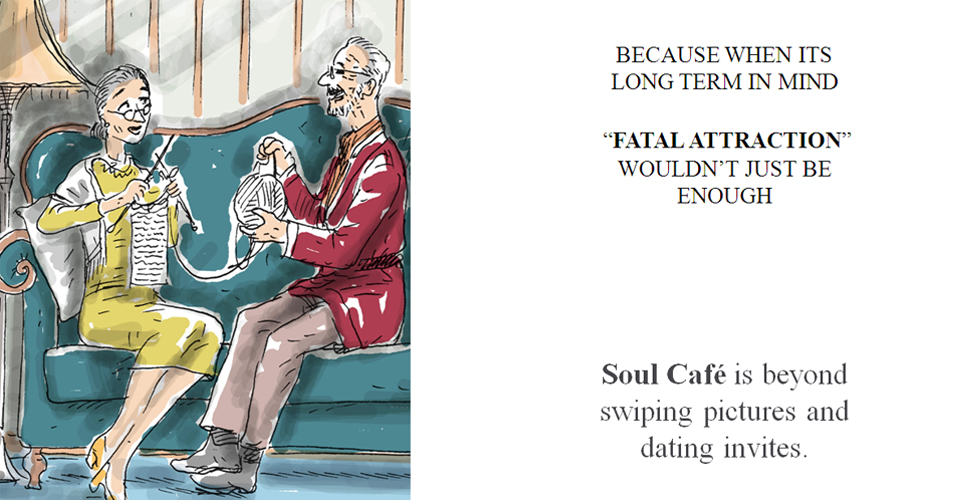 BECAUSE WHEN ITS
LONG TERM IN MIND
“FATAL ATTRACTION”
WOULDN’T JUST BE
ENOUGH
Soul Café is beyond
swiping pictures and
dating invites.